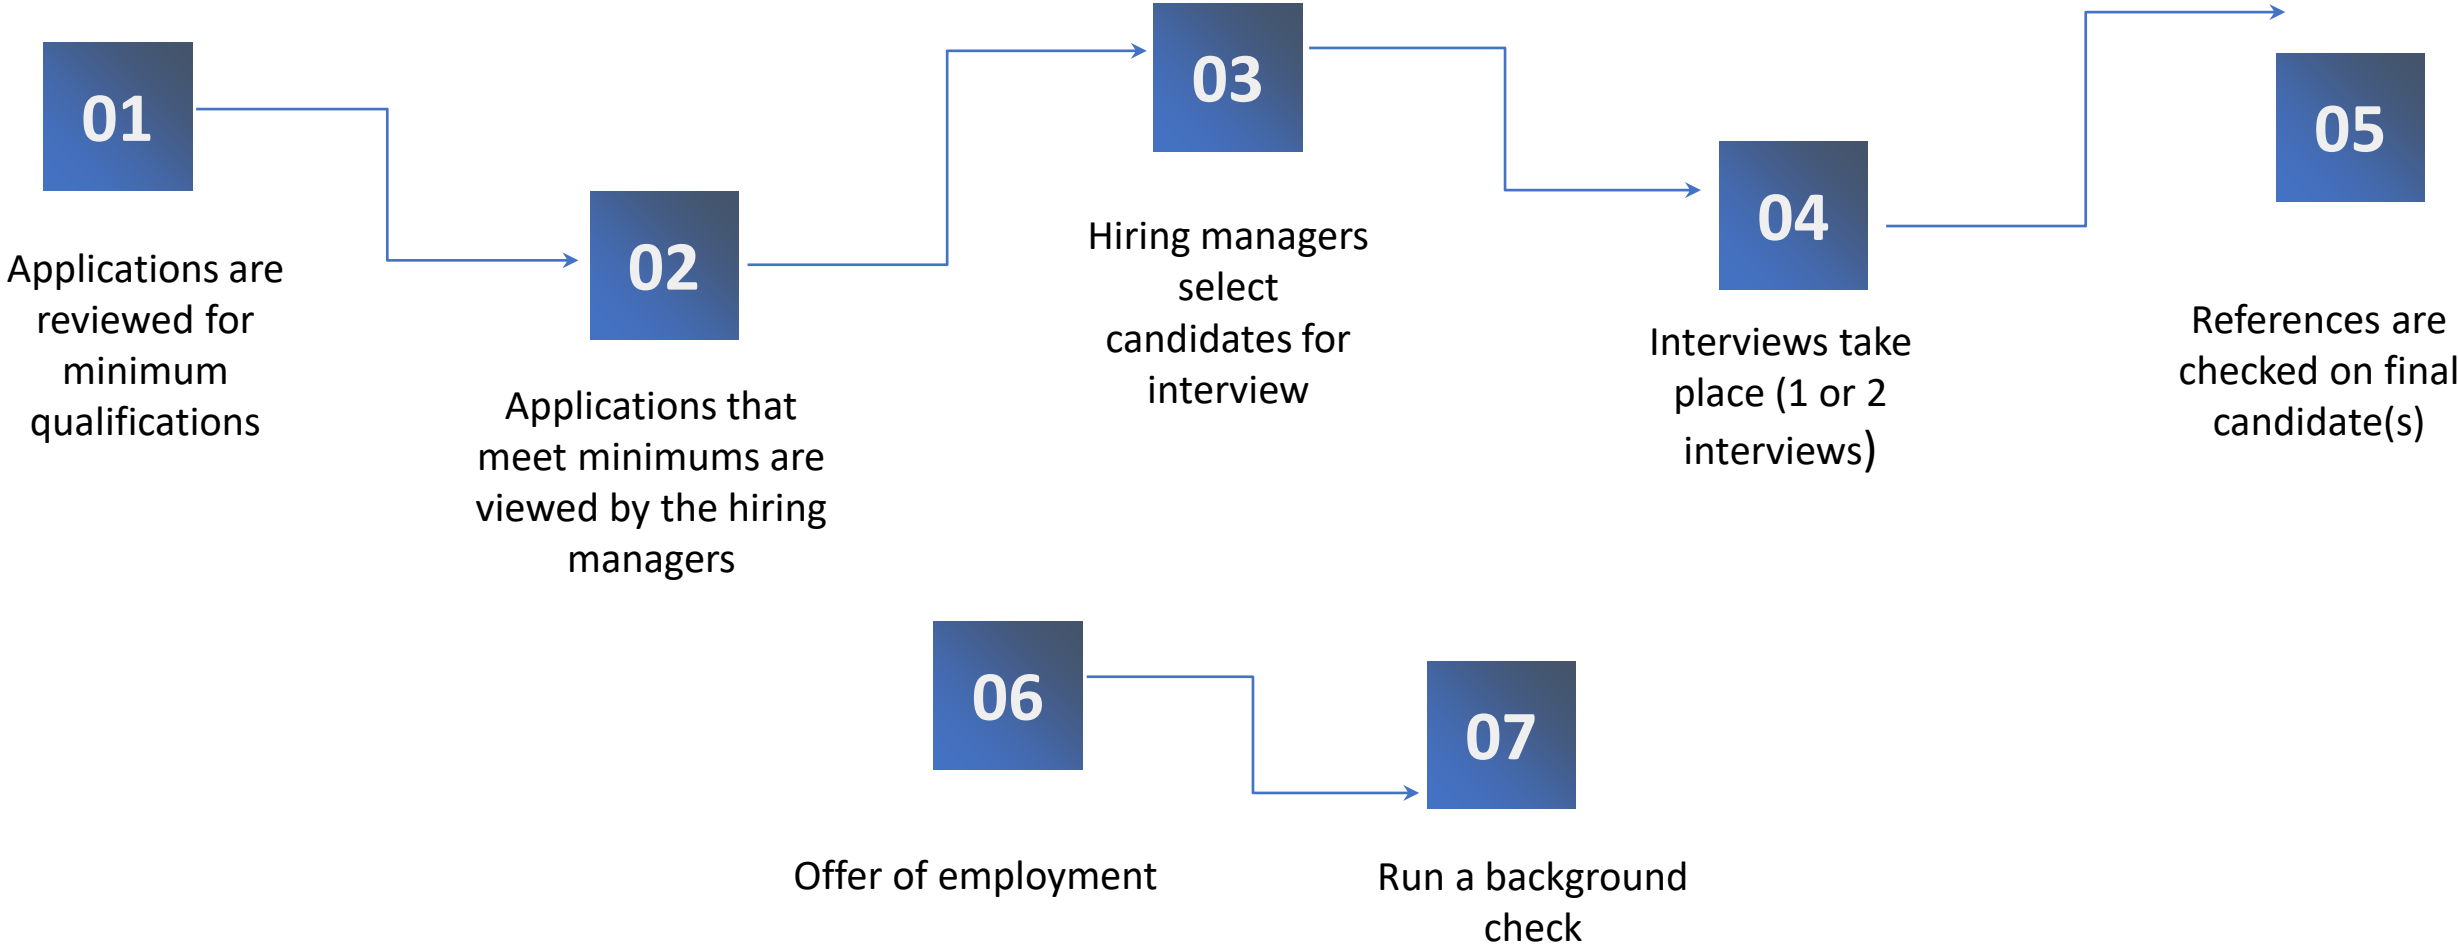 01
Applications are
reviewed for
minimum
qualifications
02
Applications that
meet minimums are
viewed by the hiring
managers
03
Hiring managers
select
candidates for
interview
04
Interviews take
place (1 or 2
interviews)
05
References are
checked on final
candidate(s)
06
Offer of employment
07
Run a background
check